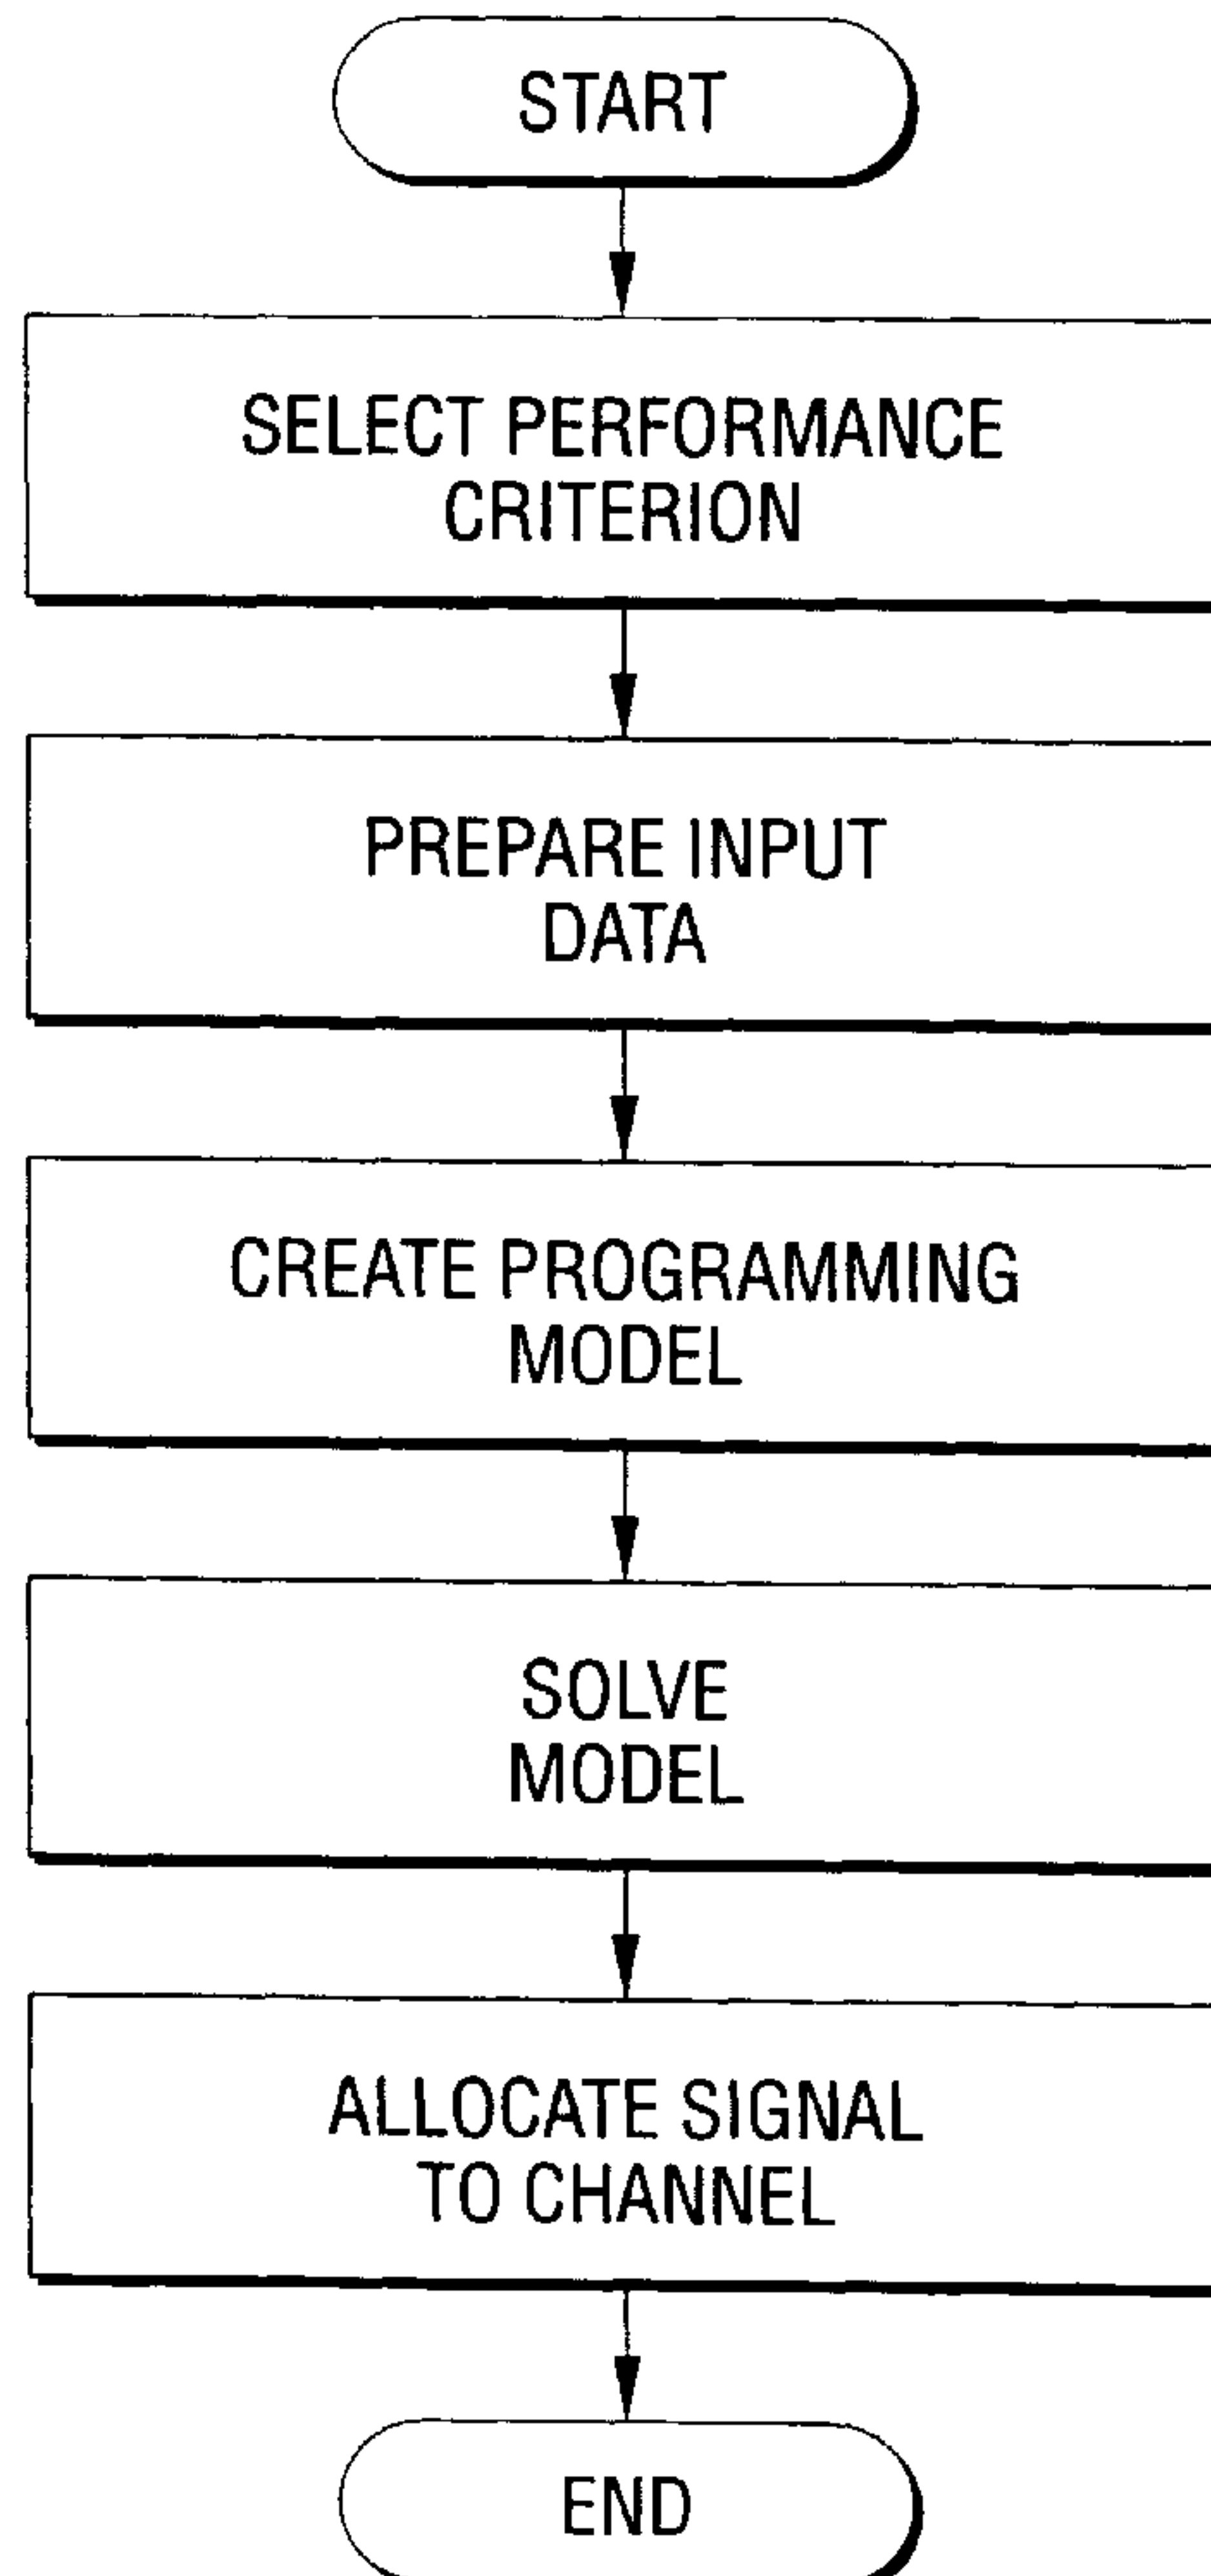 START
SELECT PERFORMANCE
CRITERION
PREPARE INPUT
DATA
CREATE PROGRAMMING
MODEL
SOLVE
MODEL
ALLOCATE SIGNAL
TO CHANNEL
END